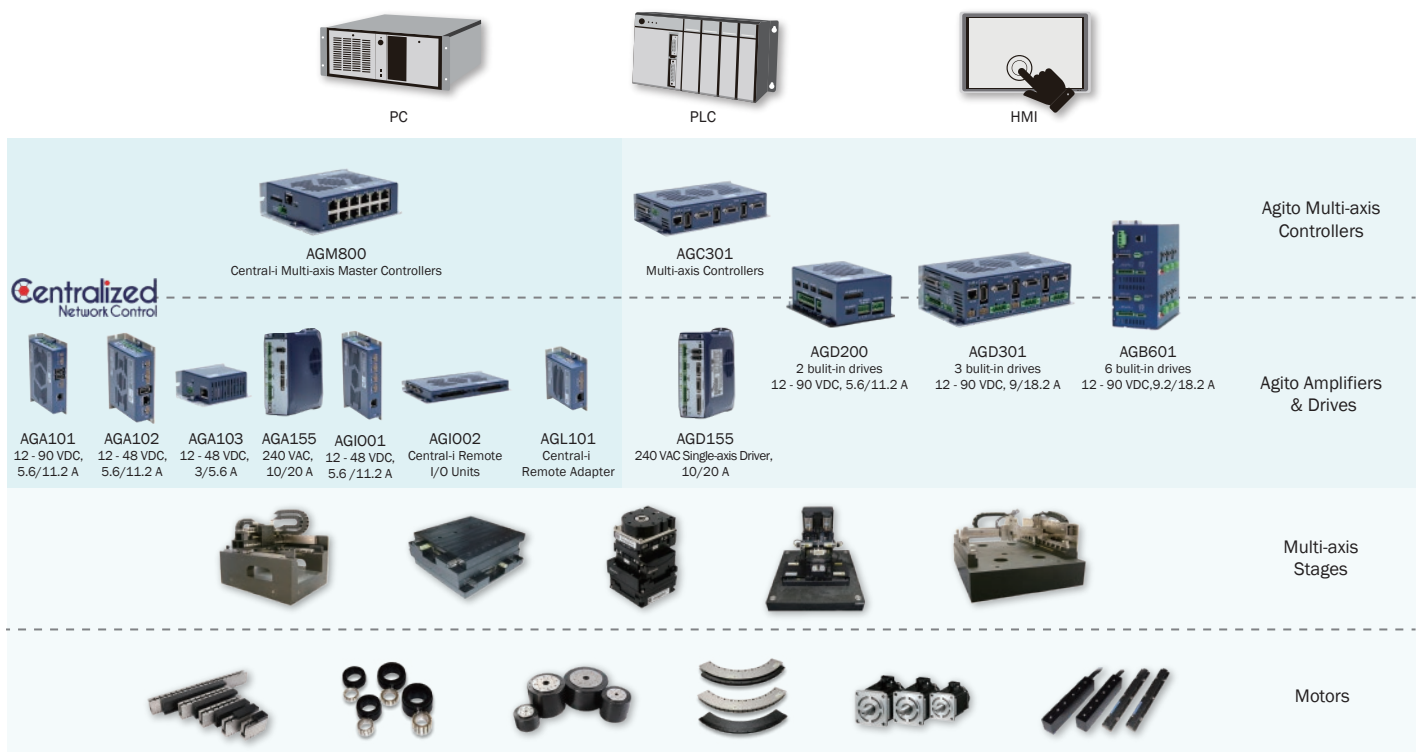 PC
PLC
HMI
AGM800
Central-i Multi-axis Master Controllers
AGC301
Multi-axis Controllers
Agito Multi-axis
Controllers
Centralized
Network Control
AGD200
2 bulit-in drives
12 - 90 VDC, 5.6/11.2 A
AGD301
3 bulit-in drives
12 - 90 VDC, 9/18.2 A
AGB601
6 bulit-in drives
12 - 90 VDC,9.2/18.2 A
Agito Amplifiers
& Drives
AGA101
12 - 90 VDC,
5.6/11.2 A
AGA102
12 - 48 VDC,
5.6/11.2 A
AGA103
12 - 48 VDC,
3/5.6 A
AGA155
240 VAC,
10/20 A
AGIO01
12 - 48 VDC,
5.6 /11.2 A
AGIO02
Central-i Remote
I/O Units
AGL101
Central-i
Remote Adapter
AGD155
240 VAC Single-axis Driver,
10/20 A
Multi-axis
Stages
Motors